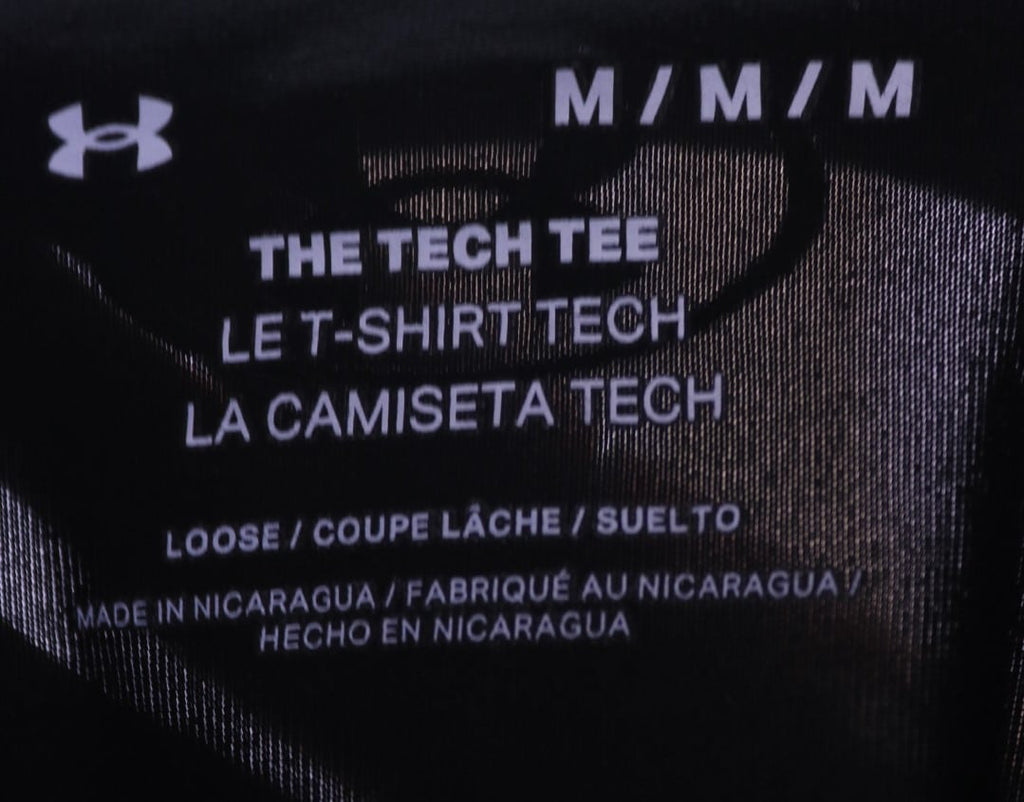 M / M / M
THE TECH TEE
LE T-SHIRT TECH
LA CAMISETA TECH
LOOSE / COUPE LÂCHE / SUELTO
MADE IN NICARAGUA / FABRIQUÉ AU NICARAGUA /
HECHO EN NICARAGUA